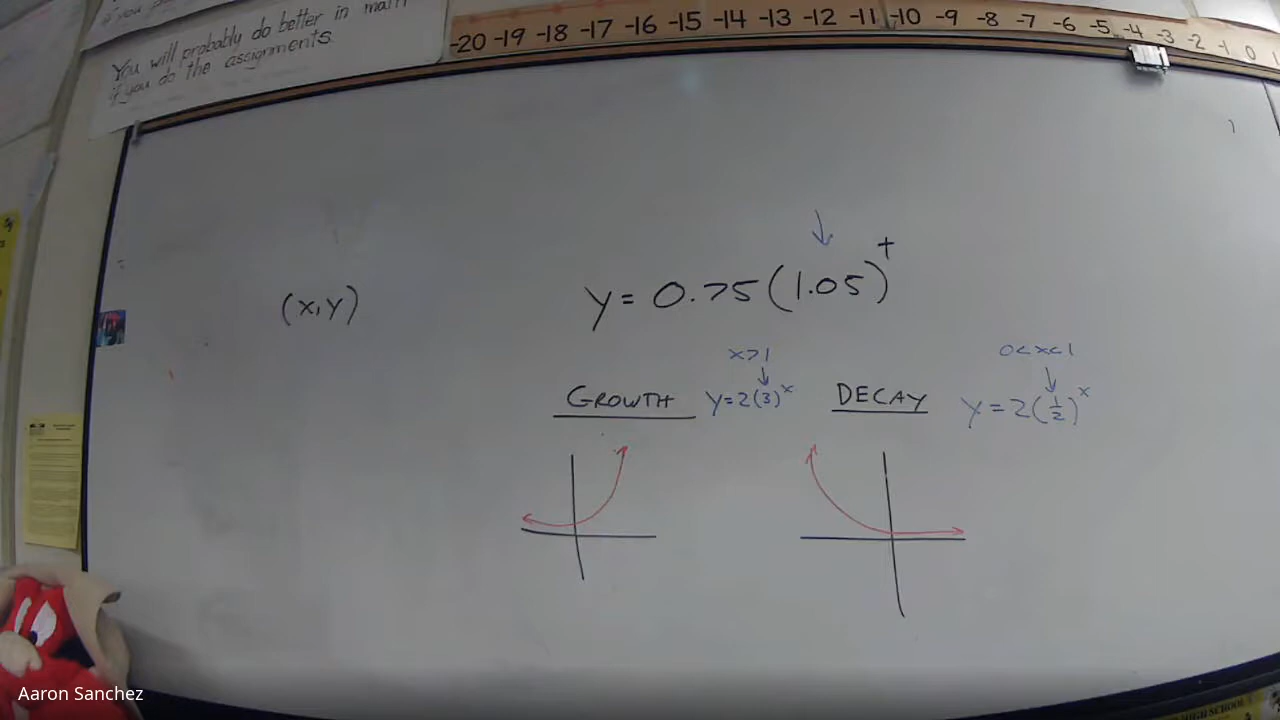 You will probably do better in math
if you do the assignments
-20 -19 -18 -17 -16 -15 -14 -13 -12 -11 -10 -9 -8 -7 -6 -5 -4 -3 -2 -1 0
(x,y)
y = 0.75(1.05)^t
x>1
0<x<1
GROWTH y=2(3)^x DECAY y=2(1/2)^x
Aaron Sanchez